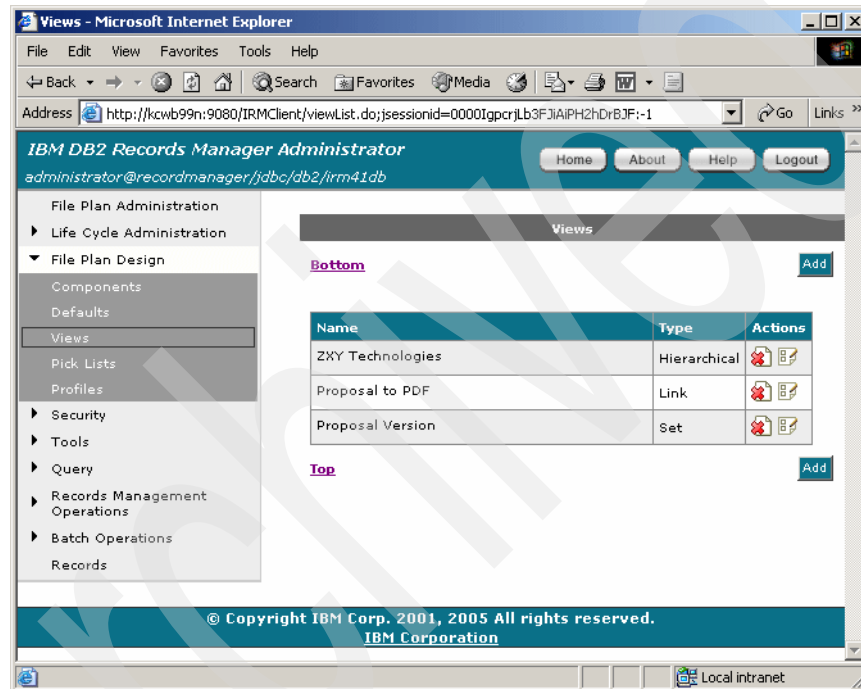 Views - Microsoft Internet Explorer
File Edit View Favorites Tools Help
Back Search Favorites Media
Address http://kcwb99n:9080/IRMClient/viewList.do;jsessionid=0000IgpcrjLb3FJiAiPH2hDrBJF:-1 Go Links »
IBM DB2 Records Manager Administrator
Home About Help Logout
administrator@recordmanager/jdbc/db2/irm41db
File Plan Administration
Life Cycle Administration
File Plan Design
Components
Defaults
Views
Pick Lists
Profiles
Security
Tools
Query
Records Management
Operations
Batch Operations
Records
Views
Bottom Add
Name Type Actions
ZXY Technologies Hierarchical
Proposal to PDF Link
Proposal Version Set
Top Add
© Copyright IBM Corp. 2001, 2005 All rights reserved.
IBM Corporation
Local intranet